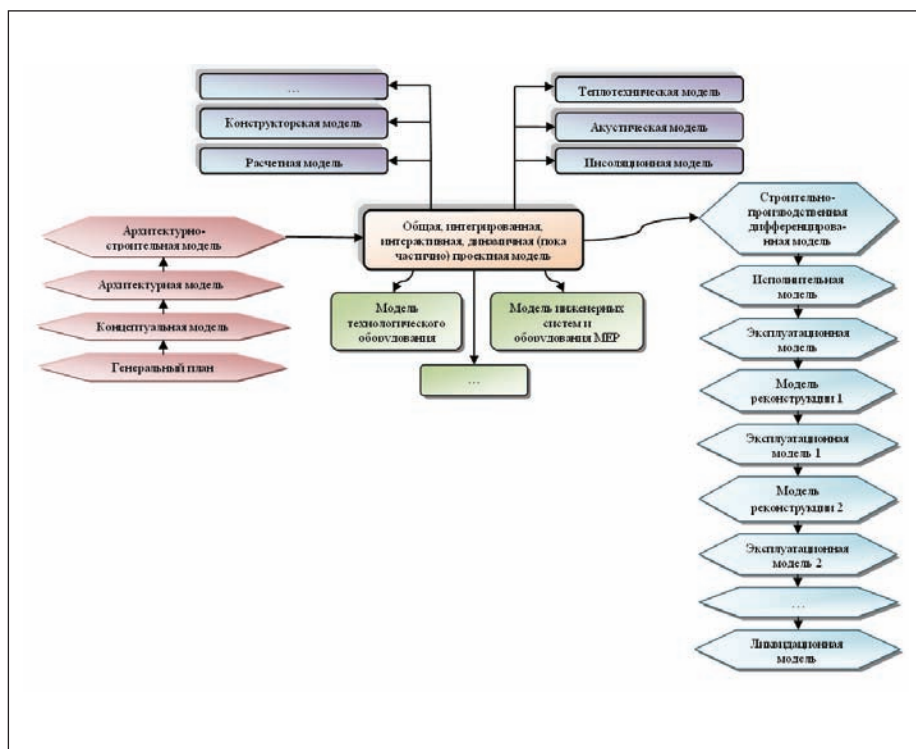 …
Конструкторская модель
Расчетная модель
Теплотехническая модель
Акустическая модель
Инсоляционная модель
Общая, интегрированная,
интерактивная, динамичная (пока
частично) проектная модель
Архитектурно-
строительная модель
Архитектурная модель
Концептуальная модель
Генеральный план
Модель
технологического
оборудования
Модель инженерных
систем и
оборудования МЕР
…
Строительно-
производственная
дифференцирова-
нная модель
Исполнительная
модель
Эксплуатационная
модель
Модель
реконструкции 1
Эксплуатационная
модель 1
Модель
реконструкции 2
Эксплуатационная
модель 2
…
Ликвидационная
модель